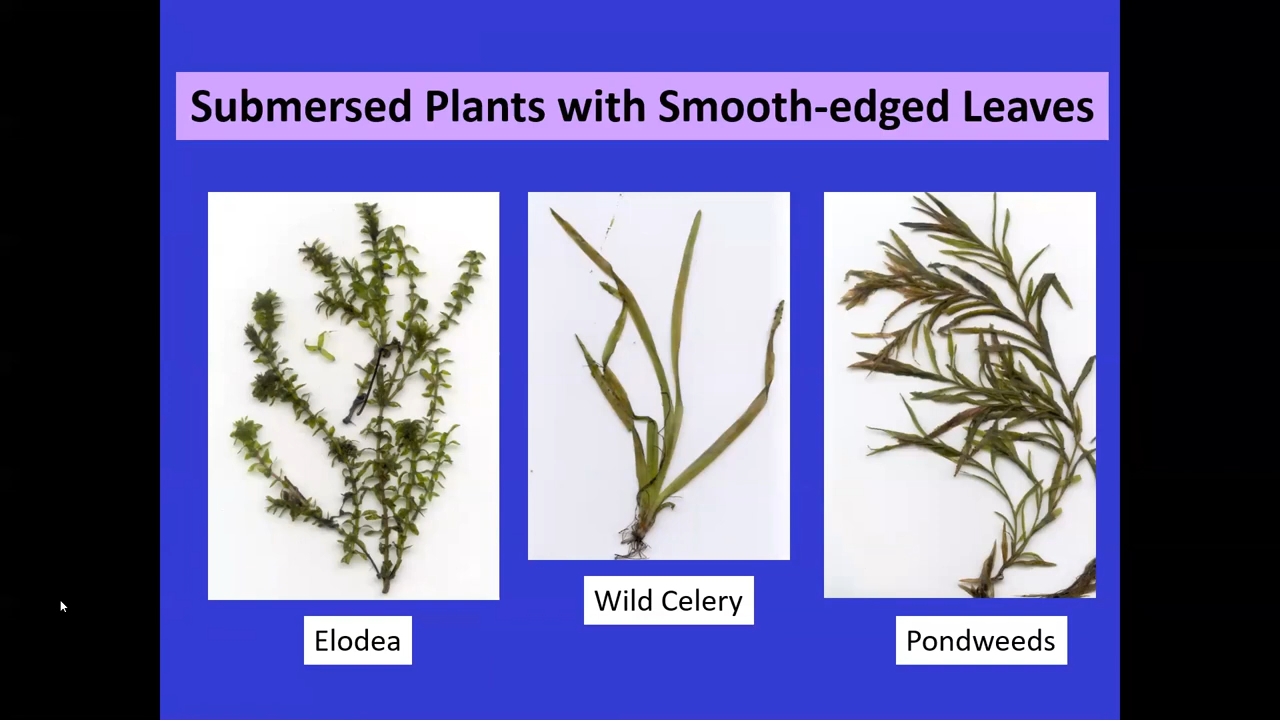 Submersed Plants with Smooth-edged Leaves
Elodea
Wild Celery
Pondweeds